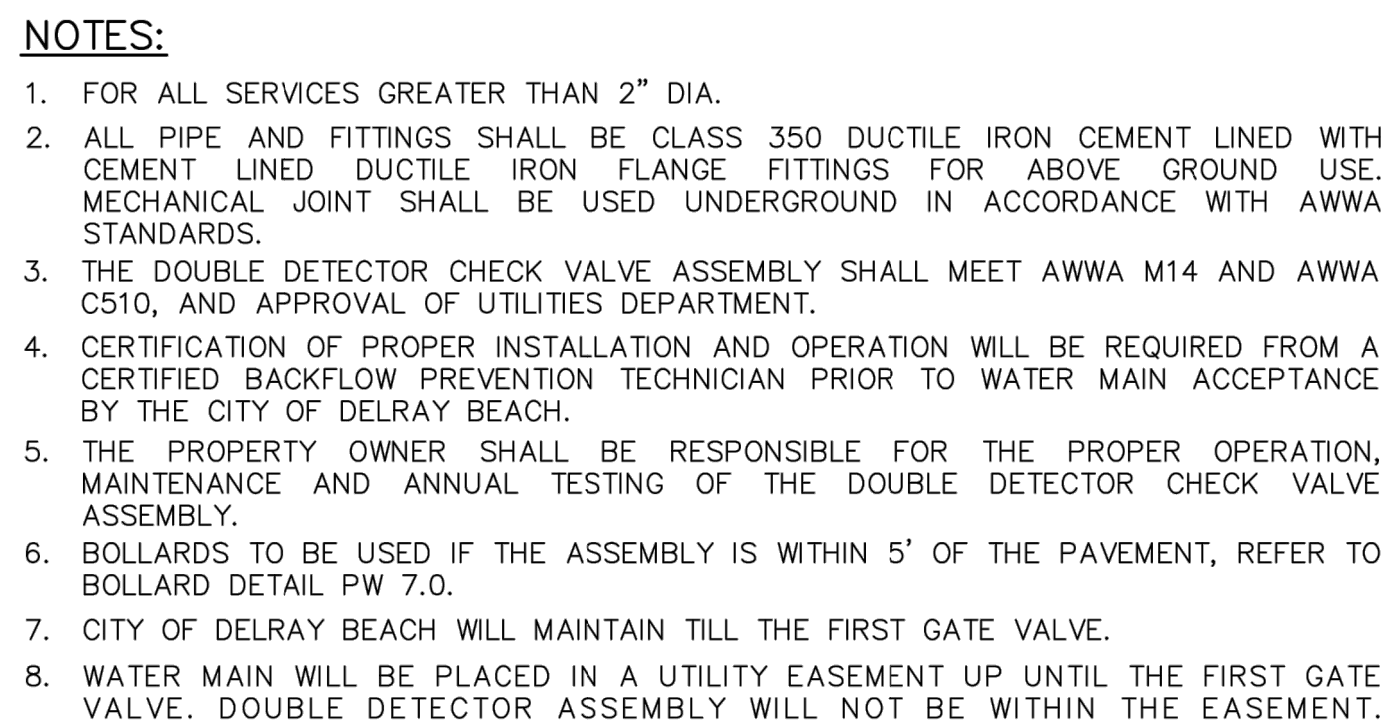 NOTES:
1. FOR ALL SERVICES GREATER THAN 2" DIA.
2. ALL PIPE AND FITTINGS SHALL BE CLASS 350 DUCTILE IRON CEMENT LINED WITH
CEMENT LINED DUCTILE IRON FLANGE FITTINGS FOR ABOVE GROUND USE.
MECHANICAL JOINT SHALL BE USED UNDERGROUND IN ACCORDANCE WITH AWWA
STANDARDS.
3. THE DOUBLE DETECTOR CHECK VALVE ASSEMBLY SHALL MEET AWWA M14 AND AWWA
C510, AND APPROVAL OF UTILITIES DEPARTMENT.
4. CERTIFICATION OF PROPER INSTALLATION AND OPERATION WILL BE REQUIRED FROM A
CERTIFIED BACKFLOW PREVENTION TECHNICIAN PRIOR TO WATER MAIN ACCEPTANCE
BY THE CITY OF DELRAY BEACH.
5. THE PROPERTY OWNER SHALL BE RESPONSIBLE FOR THE PROPER OPERATION,
MAINTENANCE AND ANNUAL TESTING OF THE DOUBLE DETECTOR CHECK VALVE
ASSEMBLY.
6. BOLLARDS TO BE USED IF THE ASSEMBLY IS WITHIN 5' OF THE PAVEMENT, REFER TO
BOLLARD DETAIL PW 7.0.
7. CITY OF DELRAY BEACH WILL MAINTAIN TILL THE FIRST GATE VALVE.
8. WATER MAIN WILL BE PLACED IN A UTILITY EASEMENT UP UNTIL THE FIRST GATE
VALVE. DOUBLE DETECTOR ASSEMBLY WILL NOT BE WITHIN THE EASEMENT.